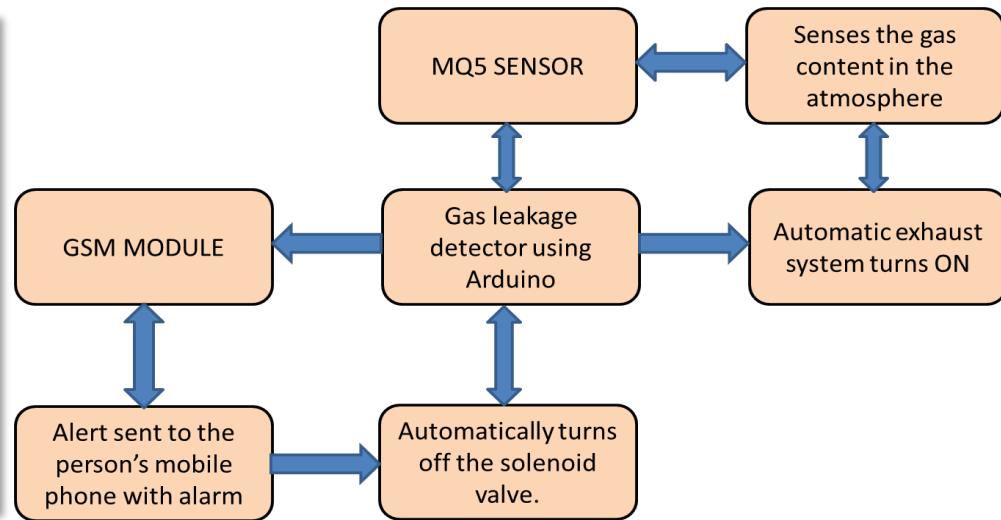 MQ5 SENSOR
Senses the gas
content in the
atmosphere
GSM MODULE
Gas leakage
detector using
Arduino
Automatic exhaust
system turns ON
Alert sent to the
person’s mobile
phone with alarm
Automatically turns
off the solenoid
valve.